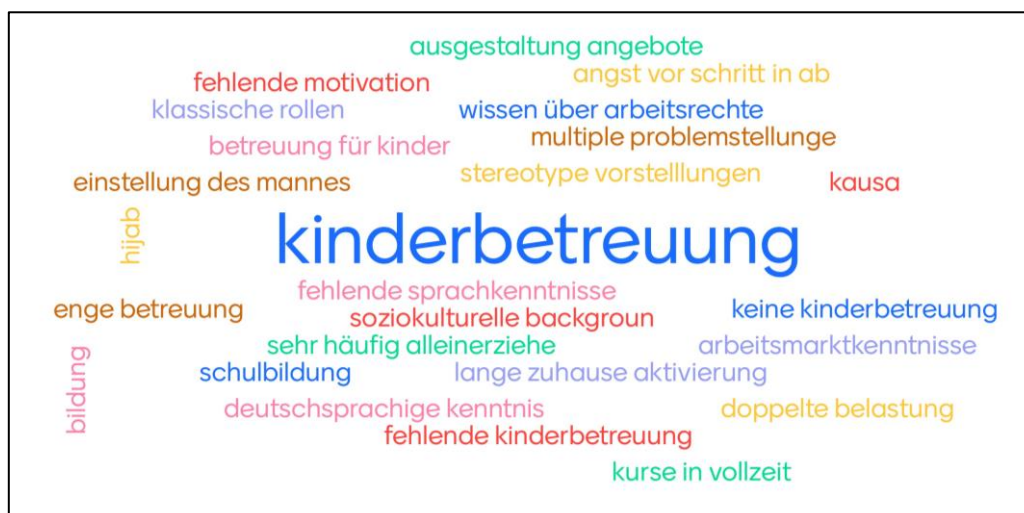 ausgestaltung angebote
angst vor schritt in ab
fehlende motivation
klassische rollen
wissen über arbeitsrechte
multiple problemstellunge
betreuung für kinder
stereotype vorstelllungen
einstellung des mannes
kausa
hijab
kinderbetreuung
fehlende sprachkenntnisse
enge betreuung
keine kinderbetreuung
soziokulturelle backgroun
sehr häufig alleinerziehe
arbeitsmarktkenntnisse
bildung
schulbildung
lange zuhause aktivierung
deutschsprachige kenntnis
doppelte belastung
fehlende kinderbetreuung
kurse in vollzeit